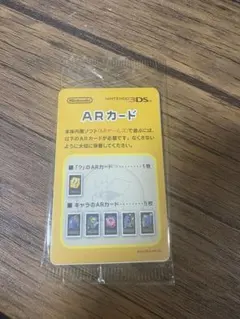 Nintendo
NINTENDO 3DS
ARカード
本体内蔵ソフト『ARゲームズ』で遊ぶには、
以下のARカードが必要です。なくさない
ように大切に保管してください。
■「?」のARカード………1枚
■ キャラのARカード………5枚